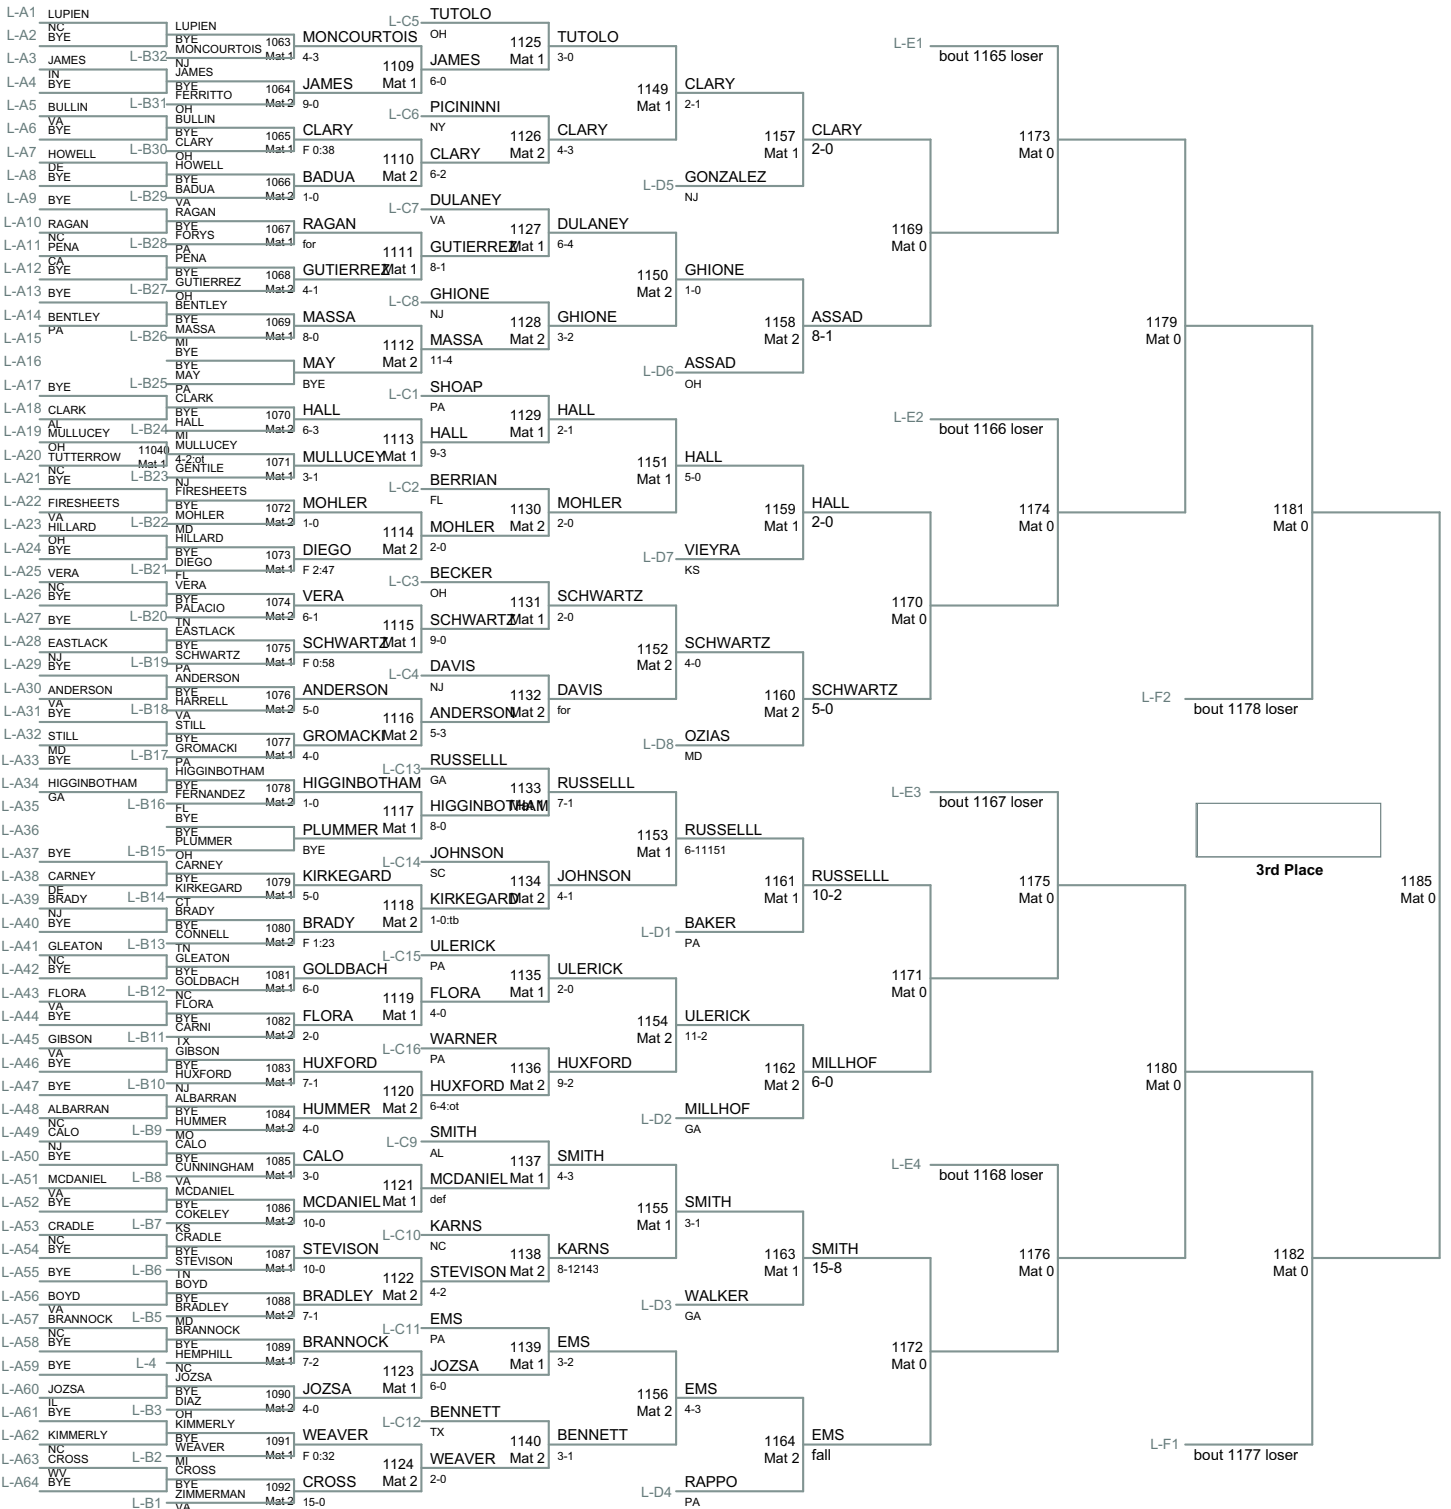 L-A1 LUPIEN
NC
L-A2 BYE
L-A3 JAMES
IN
L-A4 BYE
L-A5 BULLIN
VA
L-A6 BYE
L-A7 HOWELL
DE
L-A8 BYE
L-A9 BYE
L-A10 RAGAN
NC
L-A11 PENA
CA
L-A12 BYE
L-A13 BYE
L-A14 BENTLEY
PA
L-A15
L-A16
L-A17 BYE
L-A18 CLARK
AL
L-A19 MULLUCEY
OH
L-A20 TUTTERROW
NC
L-A21 BYE
L-A22 FIRESHEETS
VA
L-A23 HILLARD
OH
L-A24 BYE
L-A25 VERA
NC
L-A26 BYE
L-A27 BYE
L-A28 EASTLACK
NJ
L-A29 BYE
L-A30 ANDERSON
VA
L-A31 BYE
L-A32 STILL
MD
L-A33 BYE
L-A34 HIGGINBOTHAM
GA
L-A35
L-A36
L-A37 BYE
L-A38 CARNEY
DE
L-A39 BRADY
NJ
L-A40 BYE
L-A41 GLEATON
NC
L-A42 BYE
L-A43 FLORA
VA
L-A44 BYE
L-A45 GIBSON
VA
L-A46 BYE
L-A47 BYE
L-A48 ALBARRAN
NC
L-A49 CALO
NJ
L-A50 BYE
L-A51 MCDANIEL
VA
L-A52 BYE
L-A53 CRADLE
NC
L-A54 BYE
L-A55 BYE
L-A56 BOYD
VA
L-A57 BRANNOCK
NC
L-A58 BYE
L-A59 BYE
L-A60 JOZSA
IL
L-A61 BYE
L-A62 KIMMERLY
NC
L-A63 CROSS
WV
L-A64 BYE
11040
Mat 1
LUPIEN
BYE
L-B32 MONCOURTOIS
NJ
1063
Mat 1
JAMES
BYE
L-B31 FERRITTO
OH
1064
Mat 2
BULLIN
BYE
L-B30 CLARY
OH
1065
Mat 1
HOWELL
BYE
L-B29 BADUA
VA
1066
Mat 2
RAGAN
BYE
L-B28 FORYS
PA
1067
Mat 1
PENA
BYE
L-B27 GUTIERREZ
OH
1068
Mat 2
BENTLEY
BYE
L-B26 MASSA
MI
1069
Mat 1
BYE
BYE
L-B25 MAY
PA
CLARK
BYE
L-B24 HALL
MI
1070
Mat 2
MULLUCEY
4-2:ot
L-B23 GENTILE
NJ
1071
Mat 1
FIRESHEETS
BYE
L-B22 MOHLER
MD
1072
Mat 2
HILLARD
BYE
L-B21 DIEGO
FL
1073
Mat 1
VERA
BYE
L-B20 PALACIO
TN
1074
Mat 2
EASTLACK
BYE
L-B19 SCHWARTZ
PA
1075
Mat 1
ANDERSON
BYE
L-B18 HARRELL
VA
1076
Mat 2
STILL
BYE
L-B17 GROMACKI
PA
1077
Mat 1
HIGGINBOTHAM
BYE
L-B16 FERNANDEZ
FL
1078
Mat 2
BYE
BYE
L-B15 PLUMMER
OH
CARNEY
BYE
L-B14 KIRKEGARD
CT
1079
Mat 1
BRADY
BYE
L-B13 CONNELL
TN
1080
Mat 2
GLEATON
BYE
L-B12 GOLDBACH
NC
1081
Mat 1
FLORA
BYE
L-B11 CARNI
TX
1082
Mat 2
GIBSON
BYE
L-B10 HUXFORD
NJ
1083
Mat 1
ALBARRAN
BYE
L-B9 HUMMER
MO
1084
Mat 2
CALO
BYE
L-B8 CUNNINGHAM
VA
1085
Mat 1
MCDANIEL
BYE
L-B7 COKELEY
KS
1086
Mat 2
CRADLE
BYE
L-B6 STEVISON
TN
1087
Mat 1
BOYD
BYE
L-B5 BRADLEY
MD
1088
Mat 2
BRANNOCK
BYE
L-4 HEMPHILL
NC
1089
Mat 1
JOZSA
BYE
L-B3 DIAZ
OH
1090
Mat 2
KIMMERLY
BYE
L-B2 WEAVER
MI
1091
Mat 1
CROSS
BYE
L-B1 ZIMMERMAN
VA
1092
Mat 2
MONCOURTOIS
4-3
1109
Mat 1
JAMES
9-0
CLARY
F 0:38
1110
Mat 2
BADUA
1-0
RAGAN
for
1111
Mat 1
GUTIERREZ
4-1
MASSA
8-0
1112
Mat 2
MAY
BYE
HALL
6-3
1113
Mat 1
MULLUCEY
3-1
MOHLER
1-0
1114
Mat 2
DIEGO
F 2:47
VERA
6-1
1115
Mat 1
SCHWARTZ
F 0:58
ANDERSON
5-0
1116
Mat 2
GROMACKI
4-0
HIGGINBOTHAM
1-0
1117
Mat 1
PLUMMER
BYE
KIRKEGARD
5-0
1118
Mat 2
BRADY
F 1:23
GOLDBACH
6-0
1119
Mat 1
FLORA
2-0
HUXFORD
7-1
1120
Mat 2
HUMMER
4-0
CALO
3-0
1121
Mat 1
MCDANIEL
10-0
STEVISON
10-0
1122
Mat 2
BRADLEY
7-1
BRANNOCK
7-2
1123
Mat 1
JOZSA
4-0
WEAVER
F 0:32
1124
Mat 2
CROSS
15-0
L-C5 TUTOLO
OH
1125
Mat 1
JAMES
6-0
L-C6 PICININNI
NY
1126
Mat 2
CLARY
6-2
L-C7 DULANEY
VA
1127
Mat 1
GUTIERREZ
8-1
L-C8 GHIONE
NJ
1128
Mat 2
MASSA
11-4
L-C1 SHOAP
PA
1129
Mat 1
HALL
9-3
L-C2 BERRIAN
FL
1130
Mat 2
MOHLER
2-0
L-C3 BECKER
OH
1131
Mat 1
SCHWARTZ
9-0
L-C4 DAVIS
NJ
1132
Mat 2
ANDERSON
5-3
L-C13 RUSSELLL
GA
1133
Mat 1
HIGGINBOTHAM
8-0
L-C14 JOHNSON
SC
1134
Mat 2
KIRKEGARD
1-0:tb
L-C15 ULERICK
PA
1135
Mat 1
FLORA
4-0
L-C16 WARNER
PA
1136
Mat 2
HUXFORD
6-4:ot
L-C9 SMITH
AL
1137
Mat 1
MCDANIEL
def
L-C10 KARNS
NC
1138
Mat 2
STEVISON
4-2
L-C11 EMS
PA
1139
Mat 1
JOZSA
6-0
L-C12 BENNETT
TX
1140
Mat 2
WEAVER
2-0
TUTOLO
3-0
1149
Mat 1
CLARY
4-3
DULANEY
6-4
1150
Mat 2
GHIONE
3-2
HALL
2-1
1151
Mat 1
MOHLER
2-0
SCHWARTZ
2-0
1152
Mat 2
DAVIS
for
RUSSELLL
7-1
1153
Mat 1
JOHNSON
4-1
ULERICK
2-0
1154
Mat 2
HUXFORD
9-2
SMITH
4-3
1155
Mat 1
KARNS
8-12143
EMS
3-2
1156
Mat 2
BENNETT
3-1
CLARY
2-1
1157
Mat 1
L-D5 GONZALEZ
NJ
GHIONE
1-0
1158
Mat 2
L-D6 ASSAD
OH
HALL
5-0
1159
Mat 1
L-D7 VIEYRA
KS
SCHWARTZ
4-0
1160
Mat 2
L-D8 OZIAS
MD
RUSSELLL
6-11151
1161
Mat 1
L-D1 BAKER
PA
ULERICK
11-2
1162
Mat 2
L-D2 MILLHOF
GA
SMITH
3-1
1163
Mat 1
L-D3 WALKER
GA
EMS
4-3
1164
Mat 2
L-D4 RAPPO
PA
CLARY
2-0
1169
Mat 0
ASSAD
8-1
HALL
2-0
1170
Mat 0
SCHWARTZ
5-0
RUSSELLL
10-2
1171
Mat 0
MILLHOF
6-0
SMITH
15-8
1172
Mat 0
EMS
fall
L-E1 bout 1165 loser
1173
Mat 0
L-E2 bout 1166 loser
1174
Mat 0
L-E3 bout 1167 loser
1175
Mat 0
L-E4 bout 1168 loser
1176
Mat 0
1179
Mat 0
1180
Mat 0
L-F2 bout 1178 loser
1181
Mat 0
L-F1 bout 1177 loser
1182
Mat 0
3rd Place
1185
Mat 0